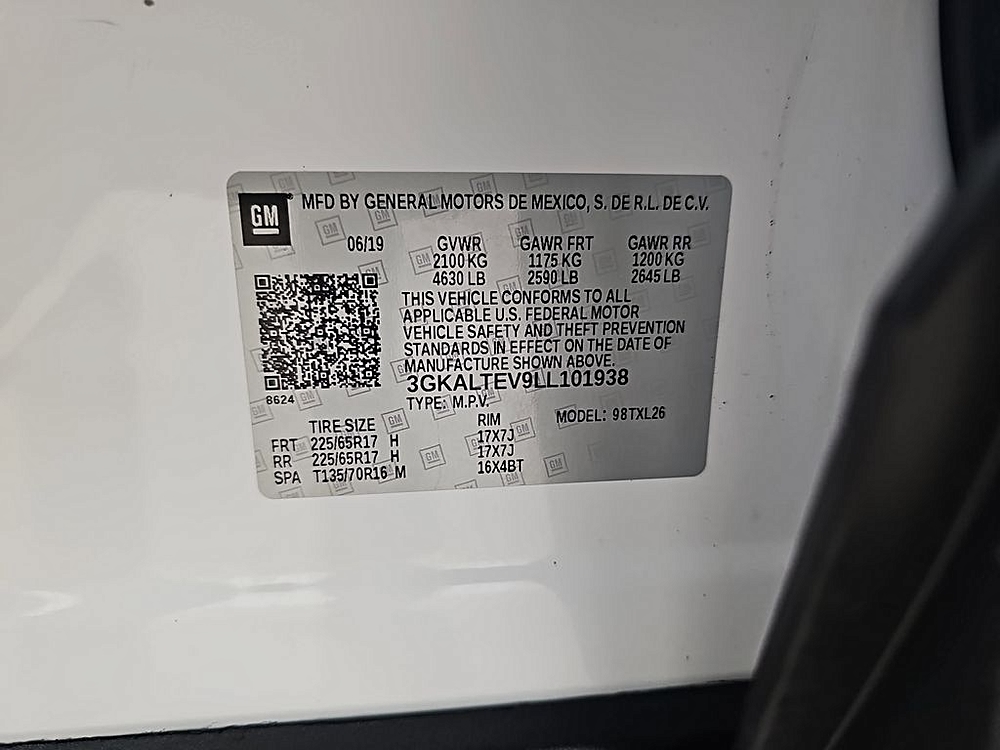 GM
MFD BY GENERAL MOTORS DE MEXICO, S. DE R.L. DE C.V.
06/19 GVWR GAWR FRT GAWR RR
2100 KG 1175 KG 1200 KG
4630 LB 2590 LB 2645 LB
THIS VEHICLE CONFORMS TO ALL
APPLICABLE U.S. FEDERAL MOTOR
VEHICLE SAFETY AND THEFT PREVENTION
STANDARDS IN EFFECT ON THE DATE OF
MANUFACTURE SHOWN ABOVE.
3GKALTEV9LL101938
8624
TYPE: M.P.V. MODEL: 98TXL26
TIRE SIZE RIM
FRT 225/65R17 H 17X7J
RR 225/65R17 H 17X7J
SPA T135/70R16 M 16X4BT